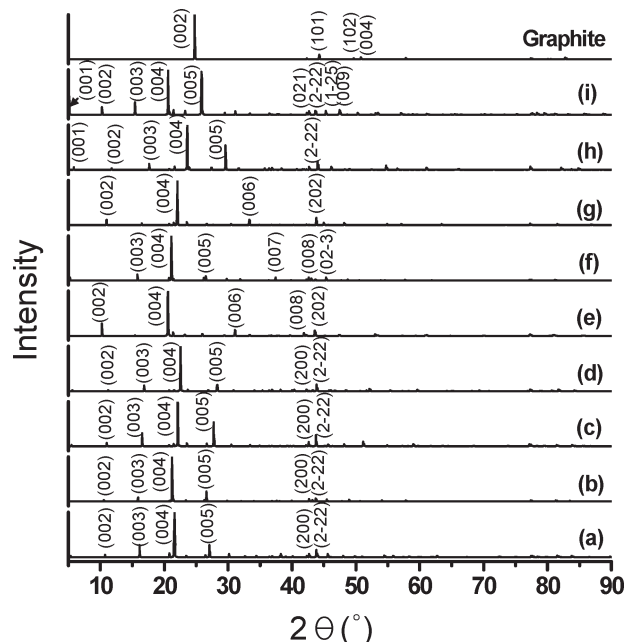 (002) (101) (102) (004) Graphite
(001) (002) (003) (004) (005) (021) (2-22) (1-25) (009) (i)
(001) (002) (003) (004) (005) (2-22) (h)
(002) (004) (006) (202) (g)
(003) (004) (005) (007) (008) (02-3) (f)
(002) (004) (006) (008) (202) (e)
(002) (003) (004) (005) (200) (2-22) (d)
(002) (003) (004) (005) (200) (2-22) (c)
(002) (003) (004) (005) (200) (2-22) (b)
(002) (003) (004) (005) (200) (2-22) (a)
Intensity
10 20 30 40 50 60 70 80 90
2 Θ (°)